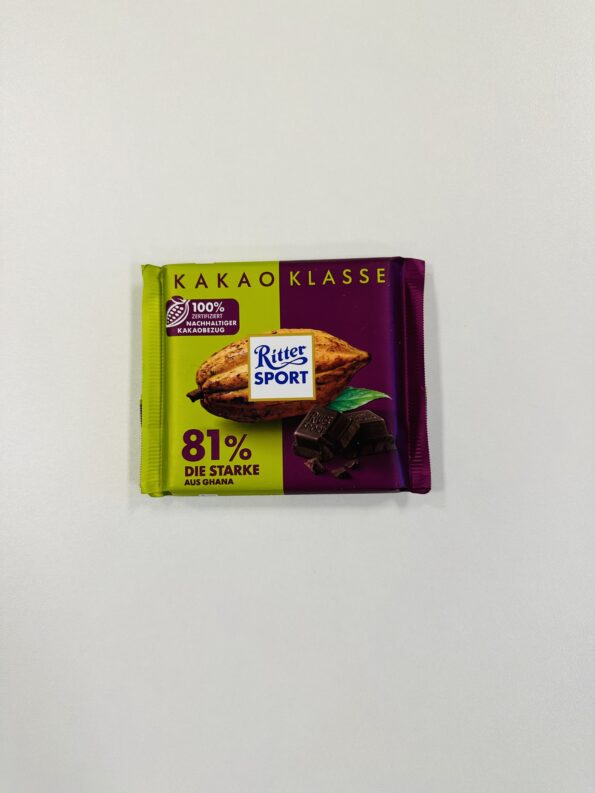 KAKAO KLASSE
100%
ZERTIFIZIERT
NACHHALTIGER
KAKAOBEZUG
Ritter
SPORT
81%
DIE STARKE
AUS GHANA